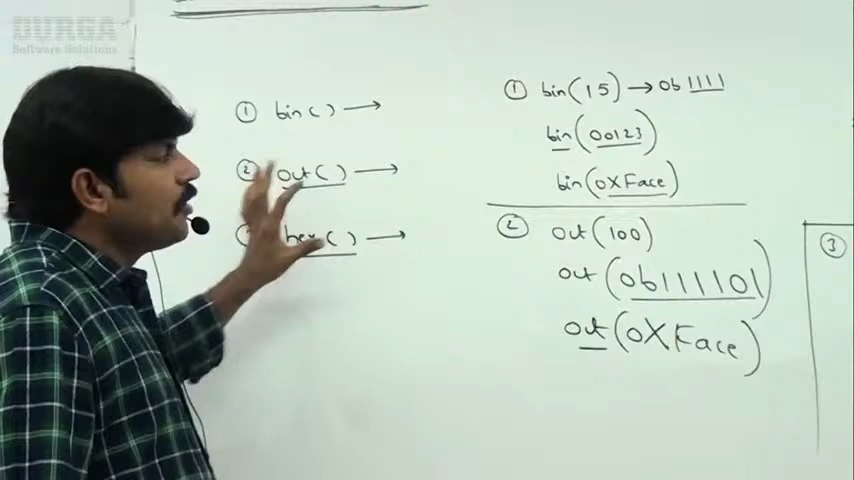 DURGA
Software Solutions
① bin() →
② out() →
hex() →
① bin(15) → 0b1111
bin(0o123)
bin(0XFace)
② out(100)
out(0b111101)
out(0XFace)
③